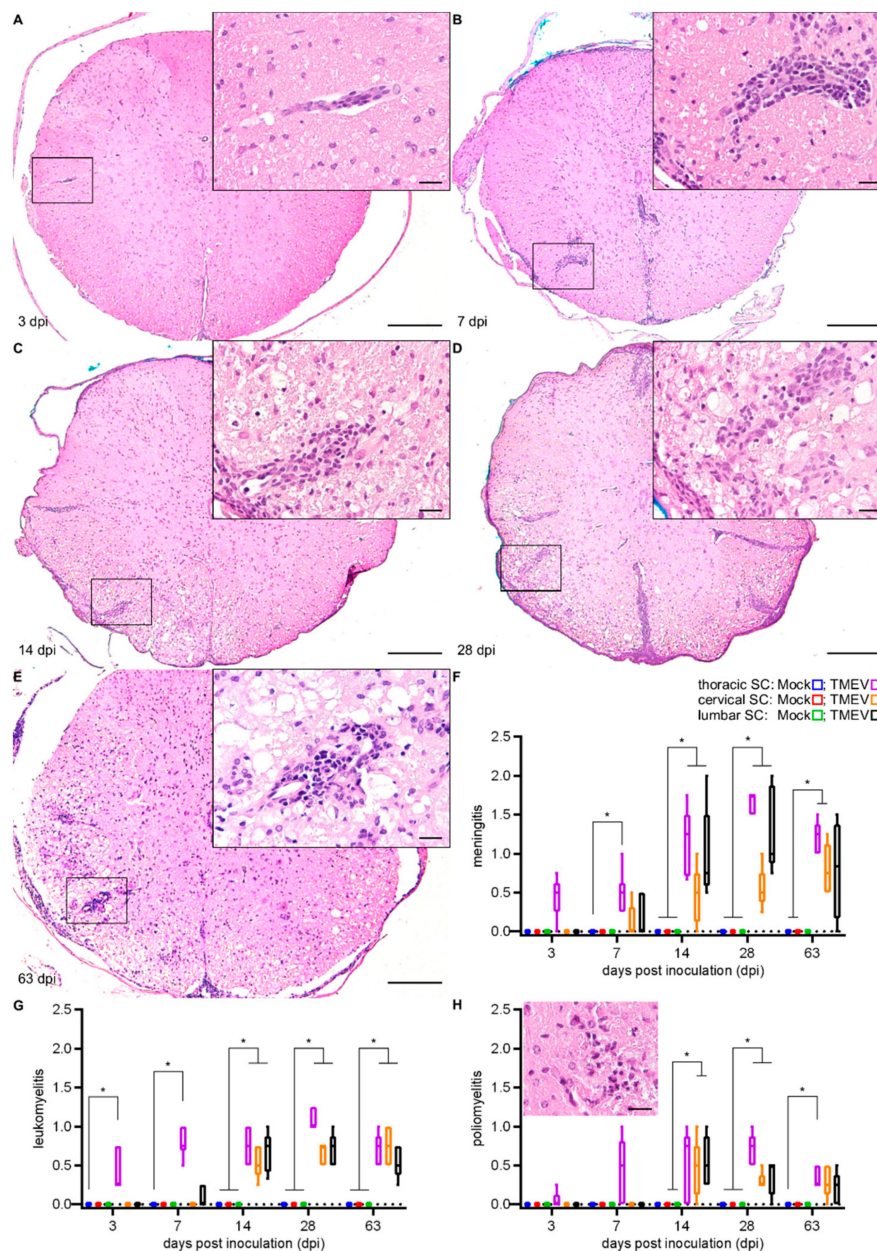 A
B
3 dpi
7 dpi
C
D
14 dpi
28 dpi
E
F
63 dpi
thoracic SC: Mock ; TMEV
cervical SC: Mock ; TMEV
lumbar SC: Mock ; TMEV
2.5
2.0
1.5
1.0
0.5
0.0
meningitis
* * * *
3 7 14 28 63
days post inoculation (dpi)
G
2.5
2.0
1.5
1.0
0.5
0.0
leukomyelitis
* * * * *
3 7 14 28 63
days post inoculation (dpi)
H
2.5
2.0
1.5
1.0
0.5
0.0
poliomyelitis
* * *
3 7 14 28 63
days post inoculation (dpi)